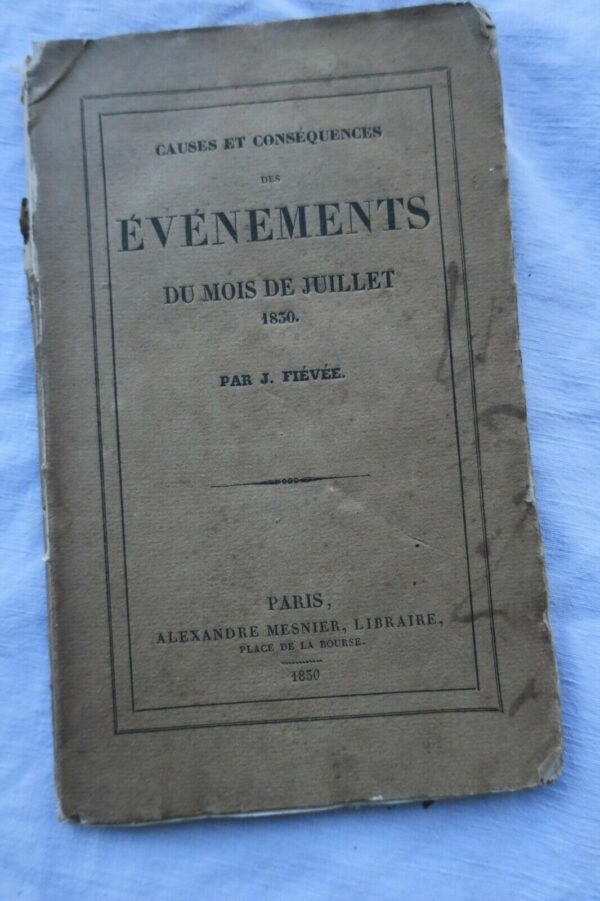 CAUSES ET CONSÉQUENCES
DES
ÉVÉNEMENTS
DU MOIS DE JUILLET
1830.
PAR J. FIÉVÉE.
PARIS,
ALEXANDRE MESNIER, LIBRAIRE,
PLACE DE LA BOURSE.
1830